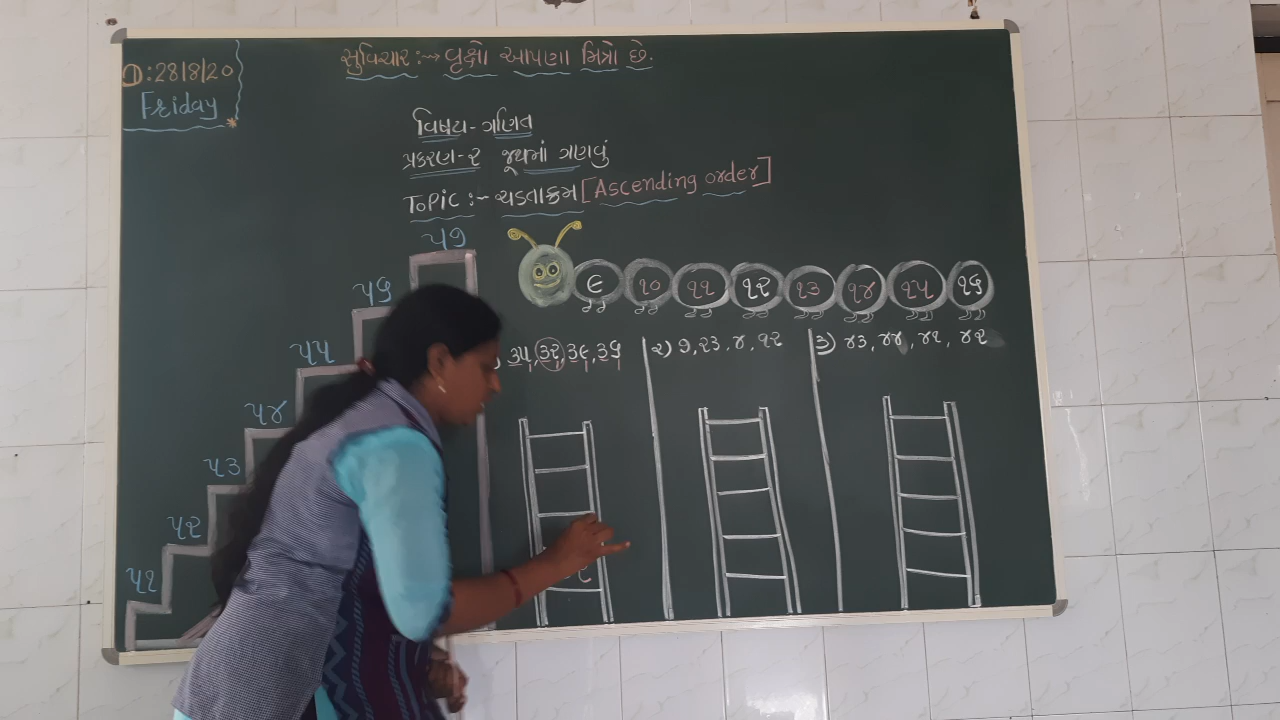 D:28|8|20
Friday
સુવિચાર :→ વૃક્ષો આપણા મિત્રો છે.
વિષય - ગણિત
પ્રકરણ-૨ જૂથમાં ગણવું
Topic :- ચડતાક્રમ [Ascending order]
૫૭
૫૬
૫૫
૫૪
૫૩
૫૨
૫૧
૯ ૧૦ ૧૧ ૧૨ ૧૩ ૧૪ ૧૫ ૧૬
) ૩૫, ૩૨, ૩૯, ૩૬
૨) ૭, ૨૩, ૪, ૧૨
૩) ૪૩, ૪૪, ૪૧, ૪૨